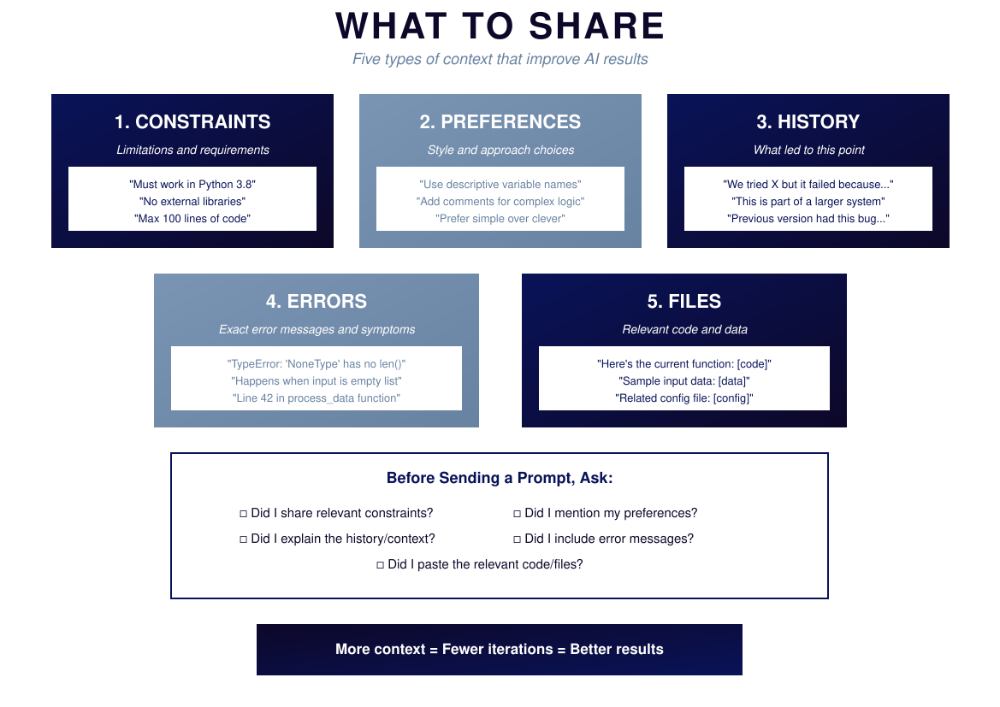 WHAT TO SHARE
Five types of context that improve AI results
1. CONSTRAINTS
Limitations and requirements
"Must work in Python 3.8"
"No external libraries"
"Max 100 lines of code"
2. PREFERENCES
Style and approach choices
"Use descriptive variable names"
"Add comments for complex logic"
"Prefer simple over clever"
3. HISTORY
What led to this point
"We tried X but it failed because..."
"This is part of a larger system"
"Previous version had this bug..."
4. ERRORS
Exact error messages and symptoms
"TypeError: 'NoneType' has no len()"
"Happens when input is empty list"
"Line 42 in process_data function"
5. FILES
Relevant code and data
"Here's the current function: [code]"
"Sample input data: [data]"
"Related config file: [config]"
Before Sending a Prompt, Ask:
□ Did I share relevant constraints?
□ Did I mention my preferences?
□ Did I explain the history/context?
□ Did I include error messages?
□ Did I paste the relevant code/files?
More context = Fewer iterations = Better results